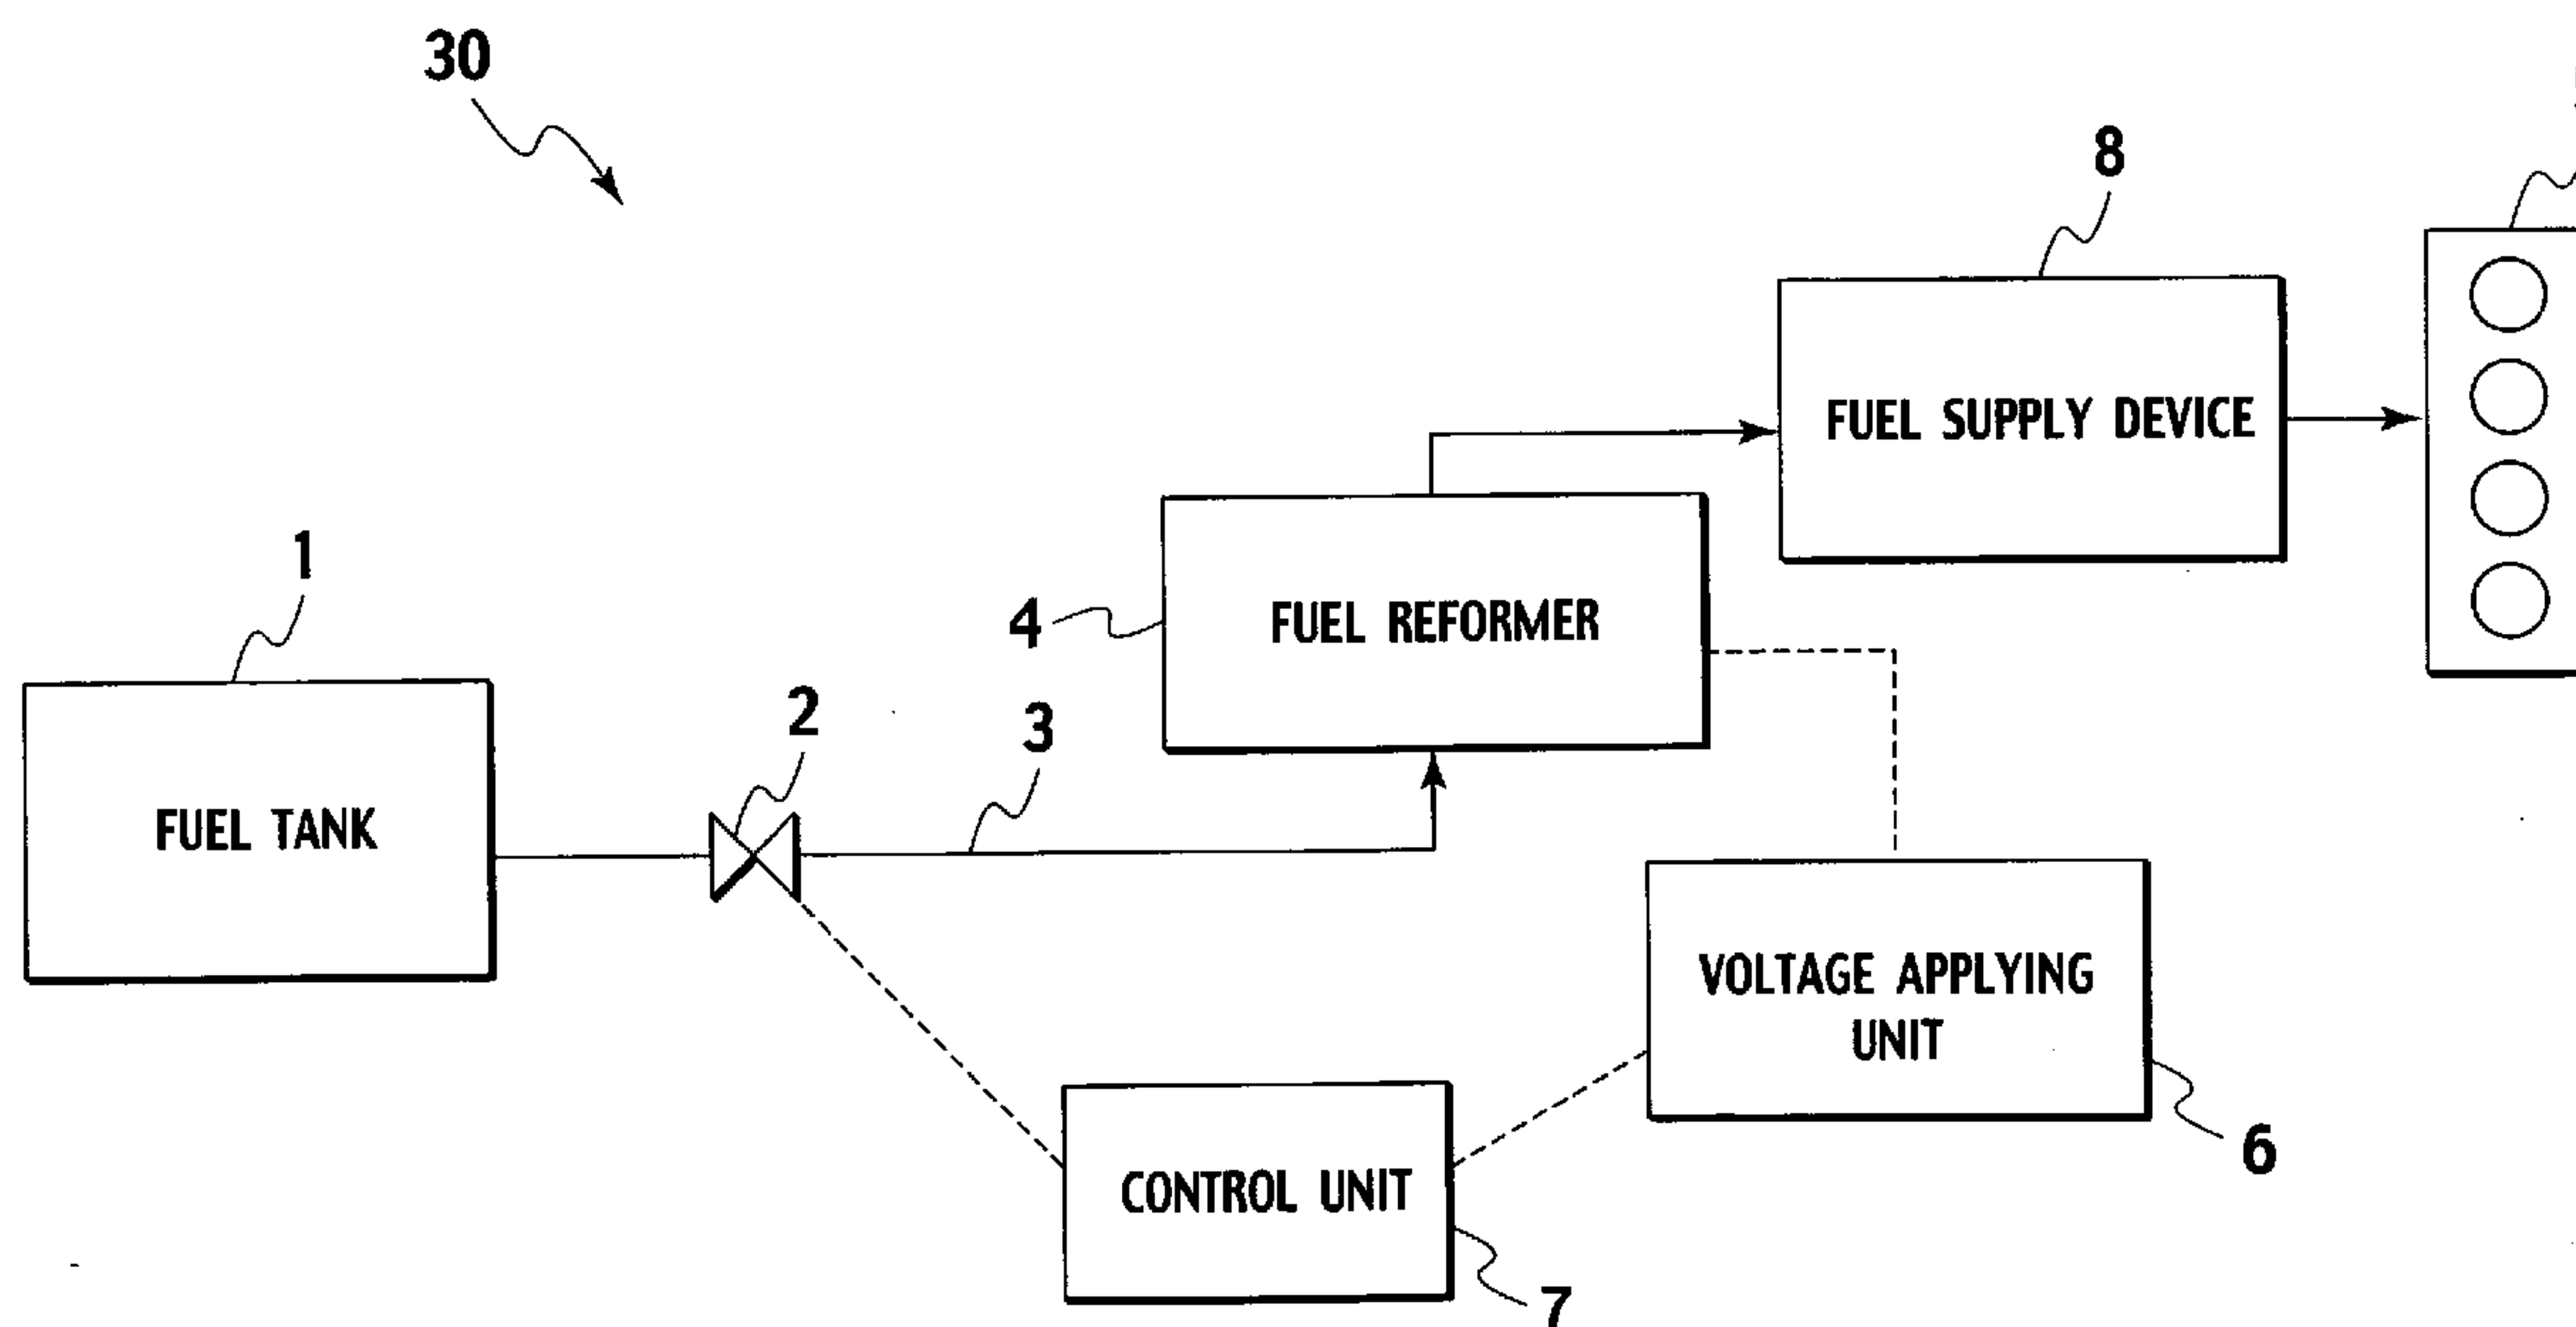 30
8
FUEL SUPPLY DEVICE
1
4
FUEL REFORMER
2
3
FUEL TANK
VOLTAGE APPLYING
UNIT
6
CONTROL UNIT
7